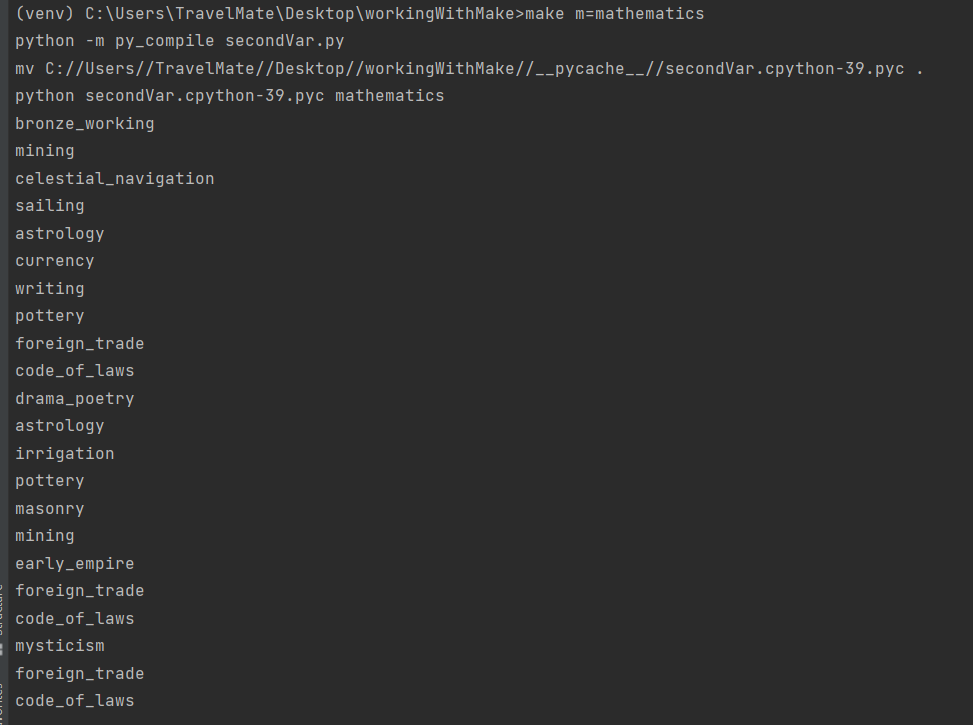 (venv) C:\Users\TravelMate\Desktop\workingWithMake>make m=mathematics
python -m py_compile secondVar.py
mv C://Users//TravelMate//Desktop//workingWithMake//__pycache__//secondVar.cpython-39.pyc .
python secondVar.cpython-39.pyc mathematics
bronze_working
mining
celestial_navigation
sailing
astrology
currency
writing
pottery
foreign_trade
code_of_laws
drama_poetry
astrology
irrigation
pottery
masonry
mining
early_empire
foreign_trade
code_of_laws
mysticism
foreign_trade
code_of_laws